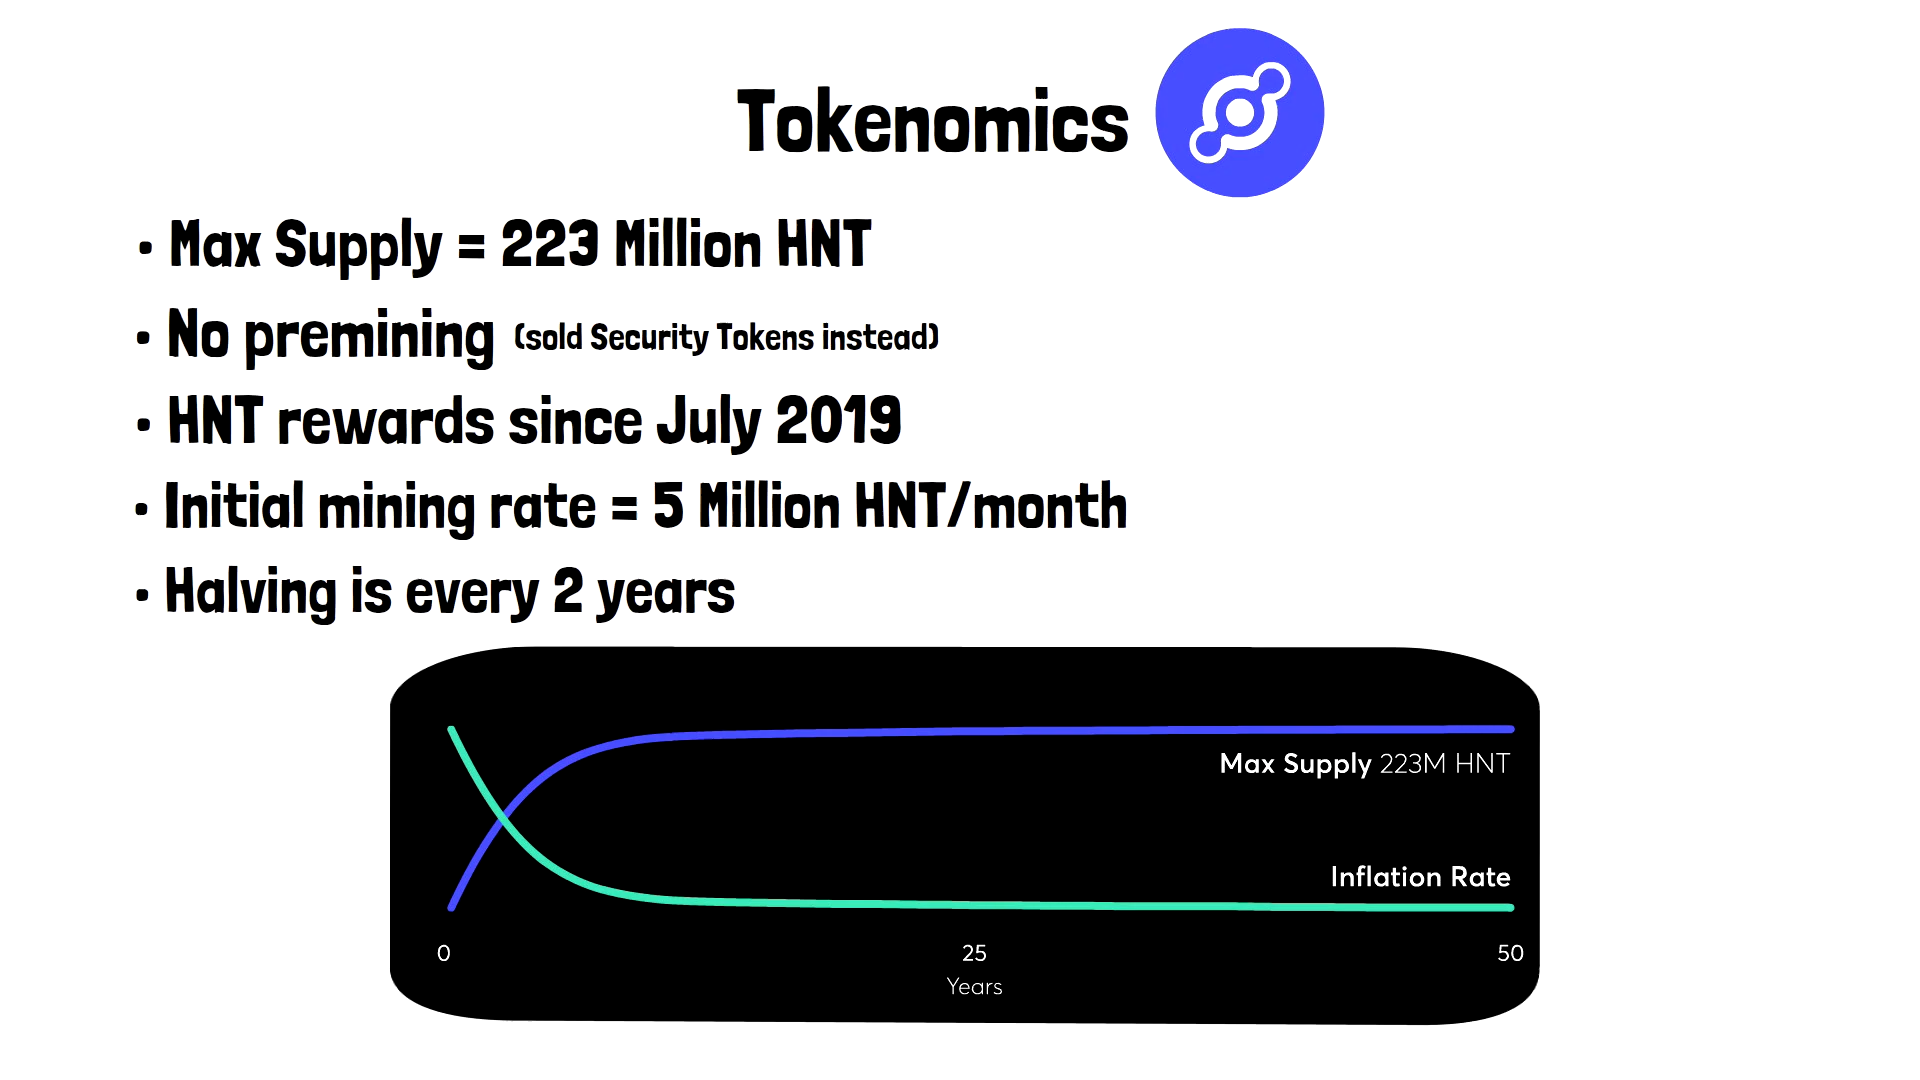 Tokenomics
• Max Supply = 223 Million HNT
• No premining (sold Security Tokens instead)
• HNT rewards since July 2019
• Initial mining rate = 5 Million HNT/month
• Halving is every 2 years
Max Supply 223M HNT
Inflation Rate
0 25 50
Years